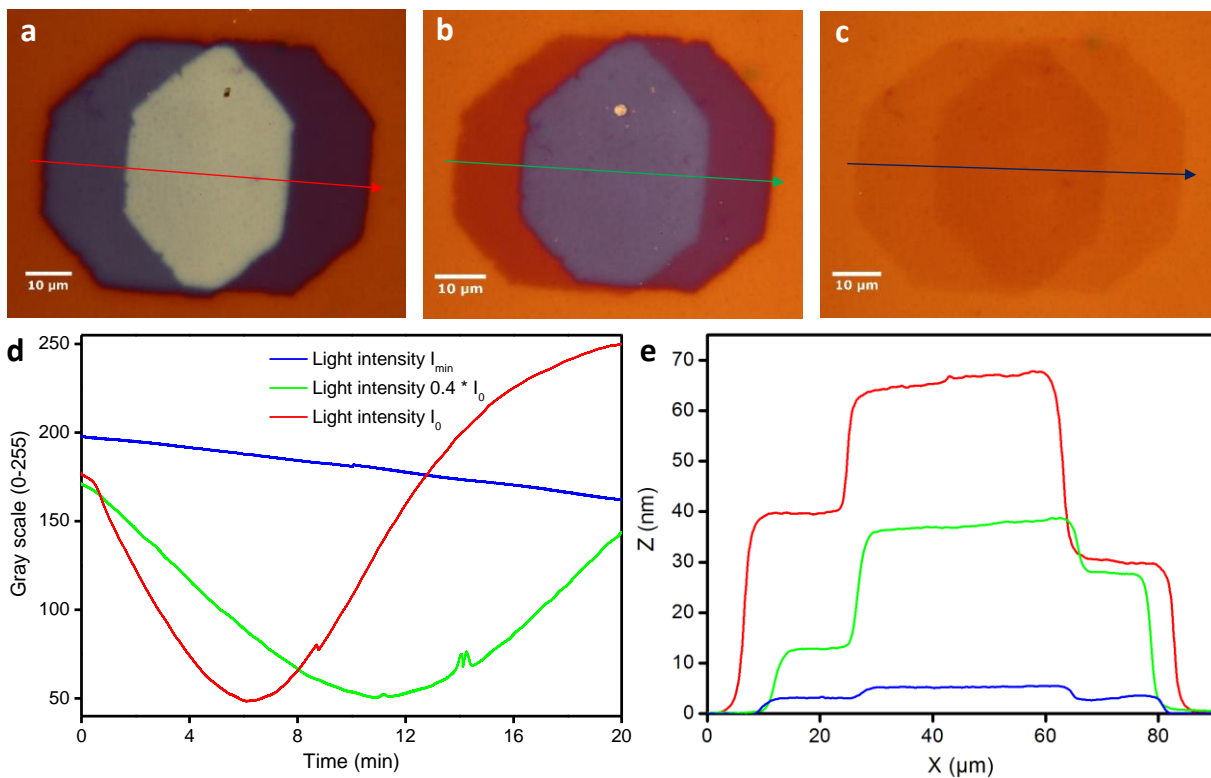 a
b
c
10 µm
10 µm
10 µm
d
250
200
150
100
50
Gray scale (0-255)
Light intensity I_min
Light intensity 0.4 * I_0
Light intensity I_0
0
4
8
12
16
20
Time (min)
e
70
60
50
40
30
20
10
0
Z (nm)
0
20
40
60
80
X (µm)